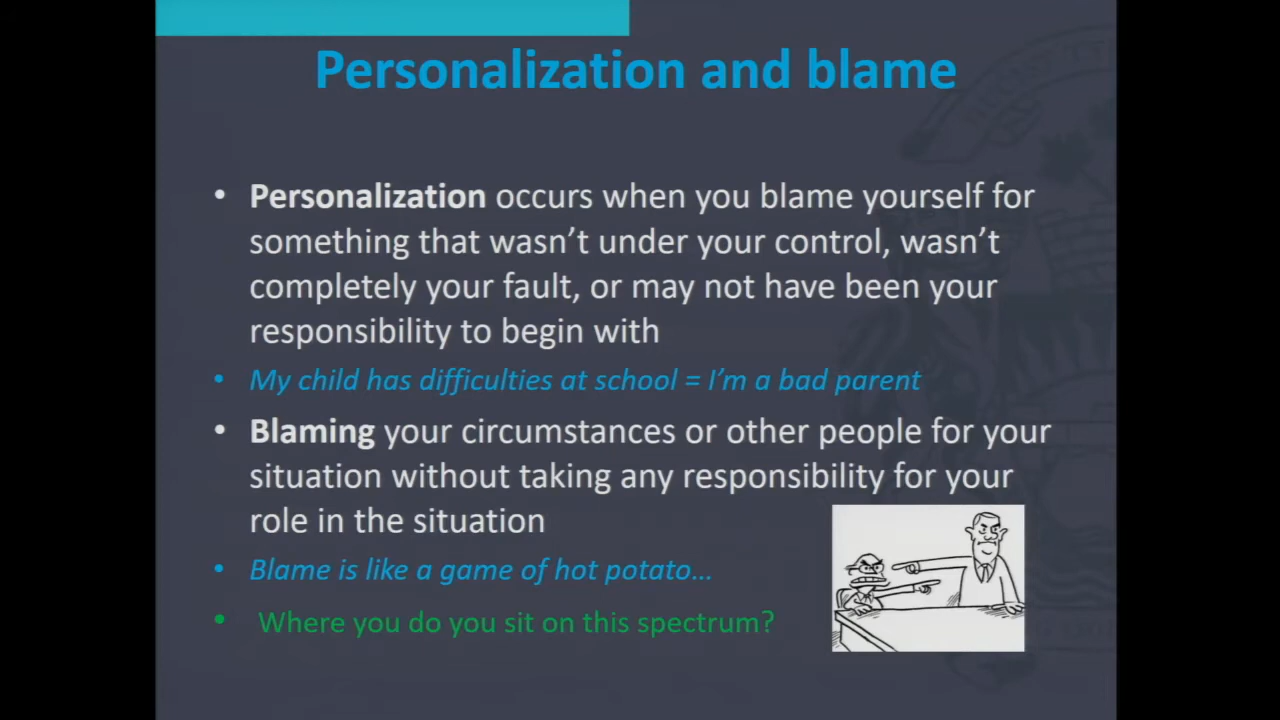 Personalization and blame
• Personalization occurs when you blame yourself for
something that wasn't under your control, wasn't
completely your fault, or may not have been your
responsibility to begin with
• My child has difficulties at school = I'm a bad parent
• Blaming your circumstances or other people for your
situation without taking any responsibility for your
role in the situation
• Blame is like a game of hot potato...
• Where you do you sit on this spectrum?